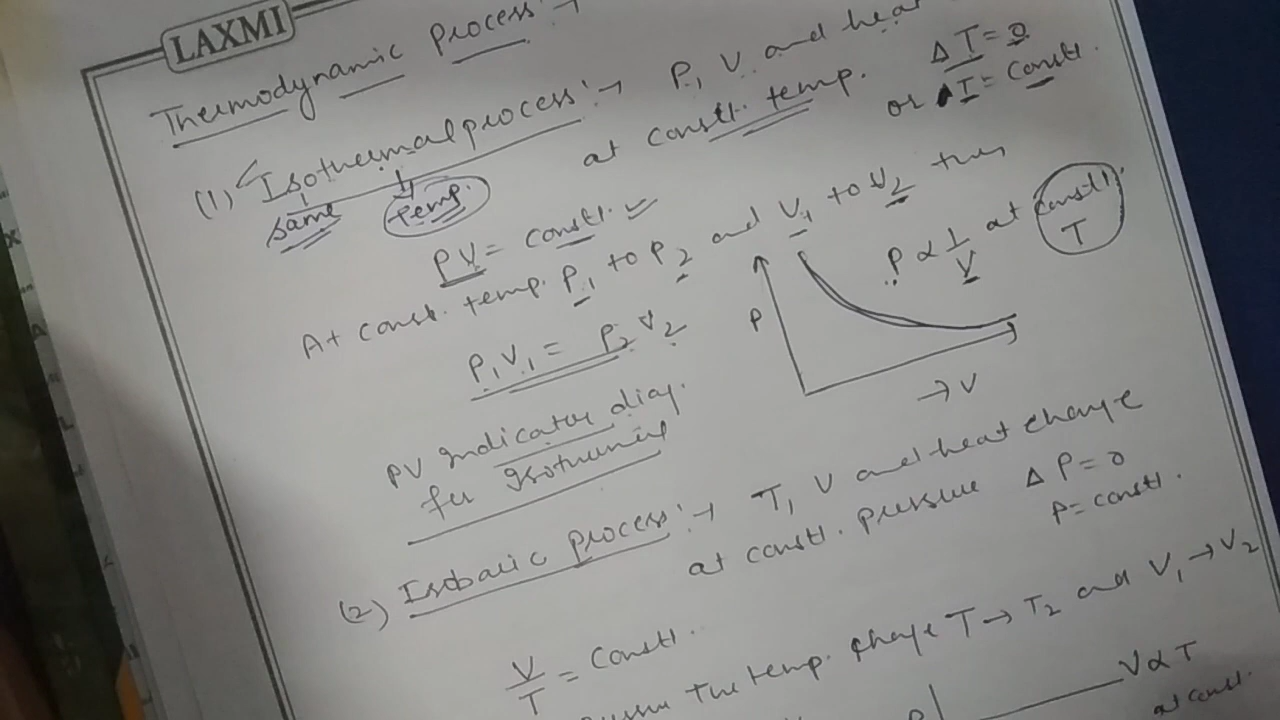 LAXMI
Thermodynamic Process :→
(1) Isothermal process :→ P, V and heat
same
temp.
at constt. temp. ΔT = 0
or T = Constt.
PV = constt.
At const. temp. P₁ to P₂ and V₁ to V₂ then
P₁V₁ = P₂V₂
P ∝ 1/V at constt. T
P
→ V
PV Indicator diag.
for Isothermal
(2) Isobaric process :→ T, V and heat change
at constt. pressure ΔP = 0
P = constt.
V/T = Constt.
The temp. change T → T₂ and V₁ → V₂
V ∝ T
at const.
P